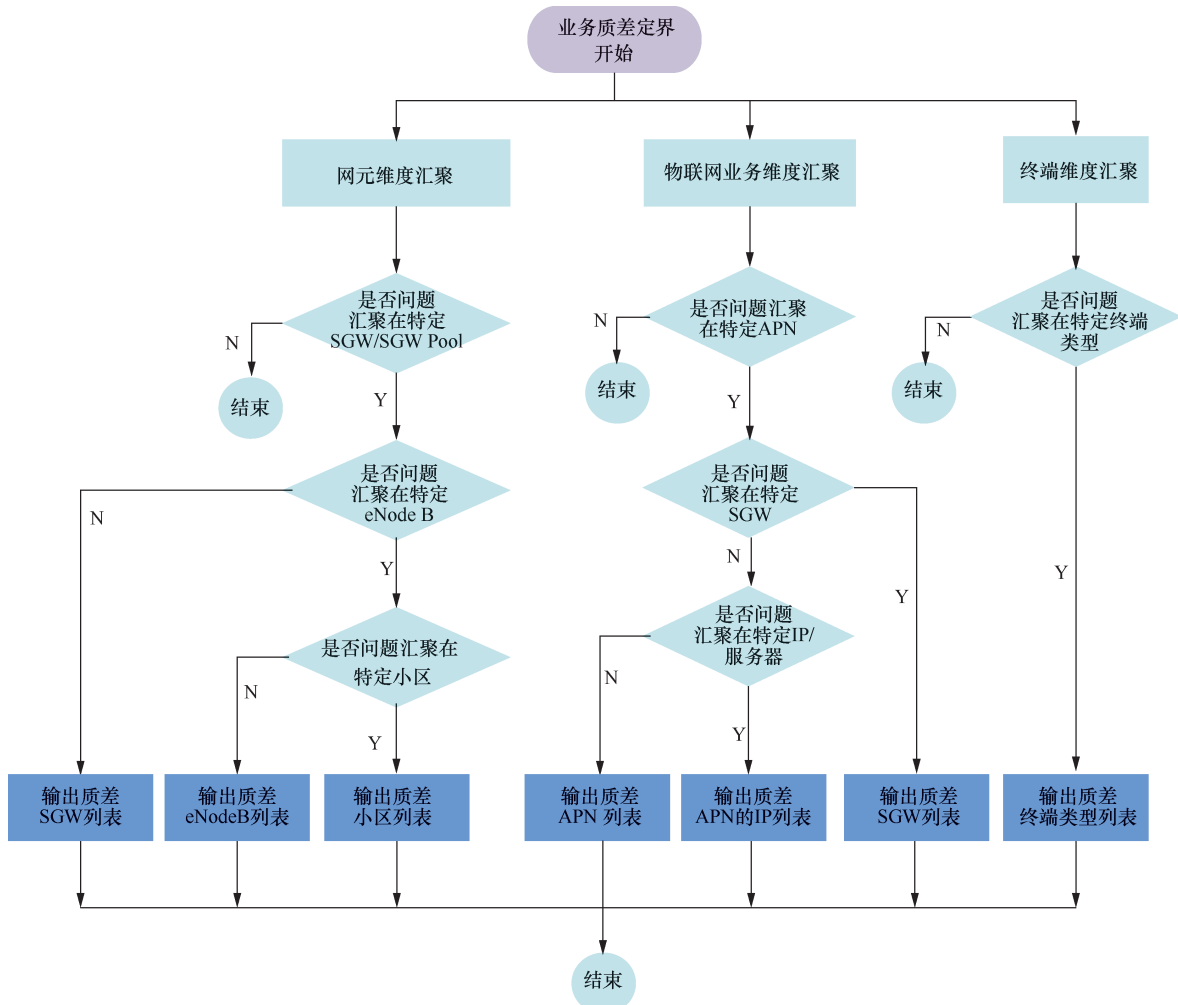 业务质差定界
开始
网元维度汇聚
物联网业务维度汇聚
终端维度汇聚
是否问题
汇聚在特定
SGW/SGW Pool
是否问题汇聚
在特定APN
是否问题
汇聚在特定终端
类型
N
N
N
结束
结束
结束
Y
Y
是否问题
汇聚在特定
eNode B
是否问题
汇聚在特定
SGW
N
Y
N
Y
Y
是否问题汇聚在
特定小区
是否问题
汇聚在特定IP/
服务器
N
Y
N
Y
输出质差
SGW列表
输出质差
eNodeB列表
输出质差
小区列表
输出质差
APN 列表
输出质差
APN的IP列表
输出质差
SGW列表
输出质差
终端类型列表
结束